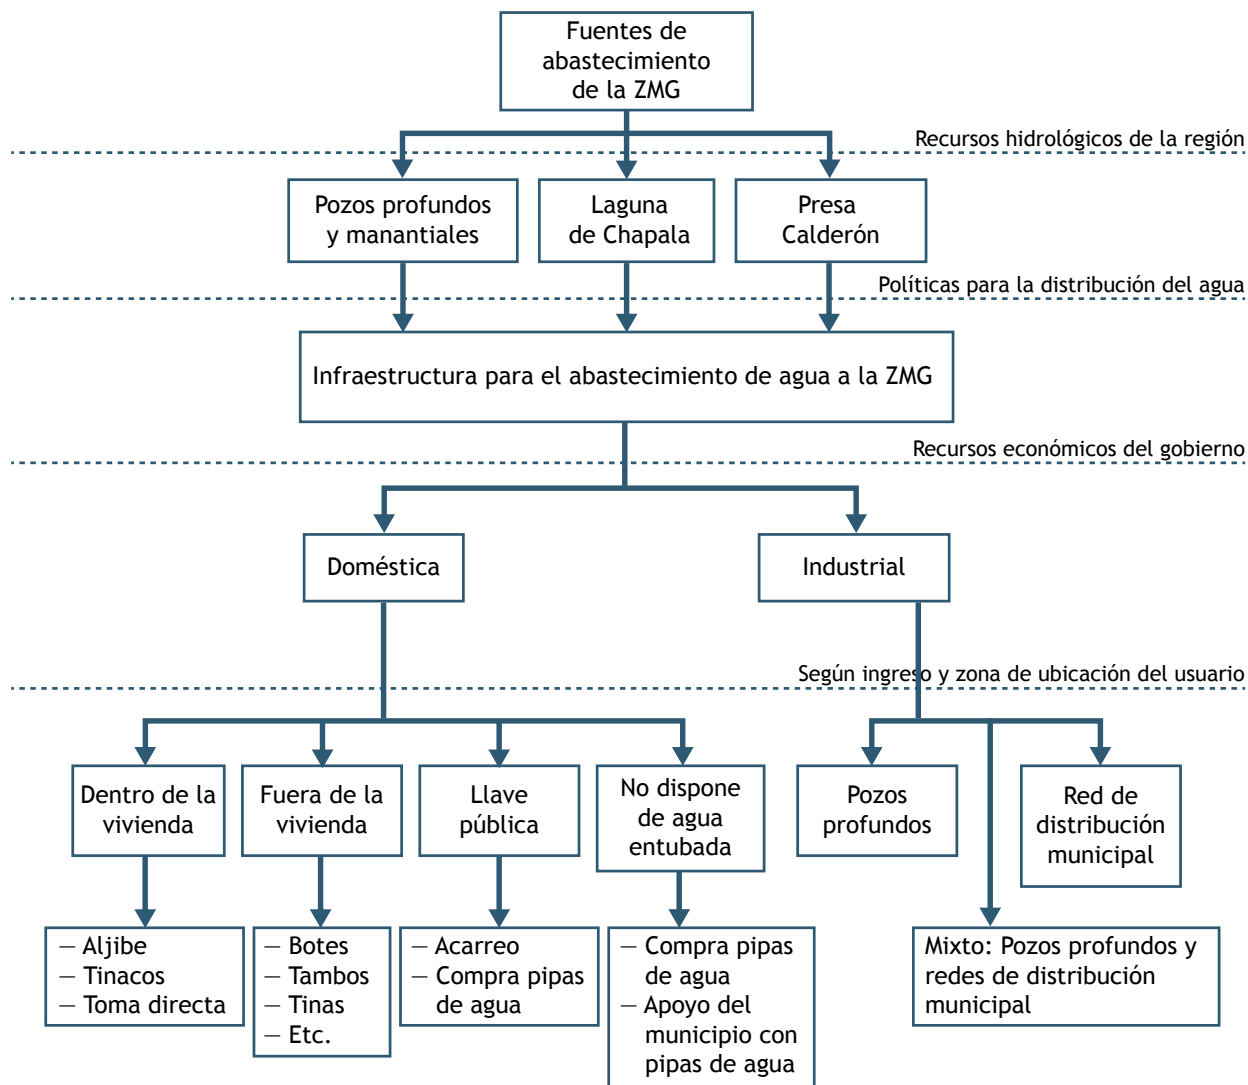 Fuentes de
abastecimiento
de la ZMG
Recursos hidrológicos de la región
Pozos profundos
y manantiales
Laguna
de Chapala
Presa
Calderón
Políticas para la distribución del agua
Infraestructura para el abastecimiento de agua a la ZMG
Recursos económicos del gobierno
Doméstica
Industrial
Según ingreso y zona de ubicación del usuario
Dentro de la
vivienda
Fuera de la
vivienda
Llave
pública
No dispone
de agua
entubada
Pozos
profundos
Red de
distribución
municipal
— Aljibe
— Tinacos
— Toma directa
— Botes
— Tambos
— Tinas
— Etc.
— Acarreo
— Compra pipas
de agua
— Compra pipas
de agua
— Apoyo del
municipio con
pipas de agua
Mixto: Pozos profundos y
redes de distribución
municipal